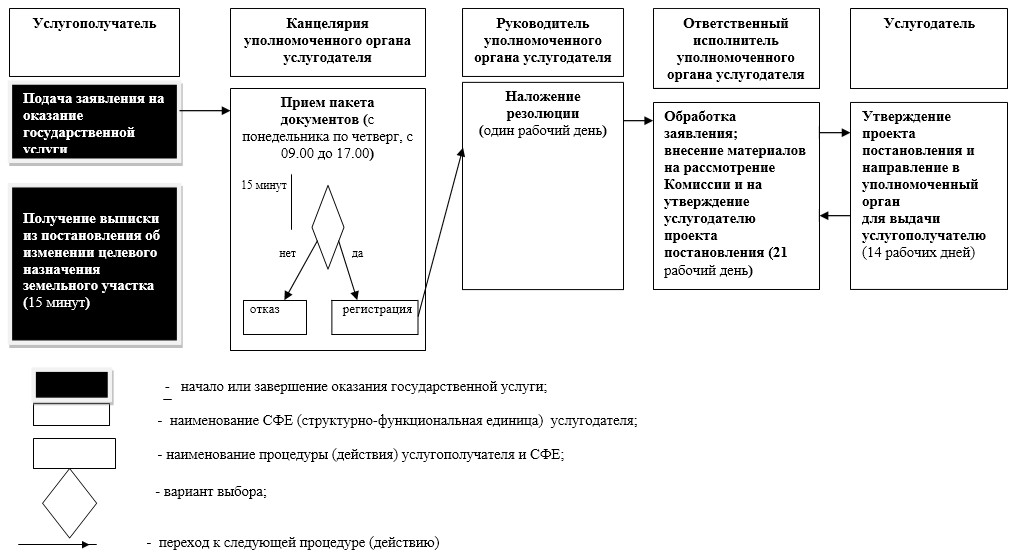 Услугополучатель
Канцелярия
уполномоченного органа
услугодателя
Руководитель
уполномоченного
органа услугодателя
Ответственный
исполнитель
уполномоченного
органа услугодателя
Услугодатель
Подача заявления на
оказание
государственной
услуги
Прием пакета
документов (с
понедельника по четверг, с
09.00 до 17.00)
15 минут
нет
да
отказ
регистрация
Наложение
резолюции
(один рабочий день)
Обработка
заявления;
внесение материалов
на рассмотрение
Комиссии и на
утверждение
услугодателю
проекта
постановления (21
рабочий день)
Утверждение
проекта
постановления и
направление в
уполномоченный
орган
для выдачи
услугополучателю
(14 рабочих дней)
Получение выписки
из постановления об
изменении целевого
назначения
земельного участка
(15 минут)
- начало или завершение оказания государственной услуги;
- наименование СФЕ (структурно-функциональная единица) услугодателя;
- наименование процедуры (действия) услугополучателя и СФЕ;
- вариант выбора;
- переход к следующей процедуре (действию)